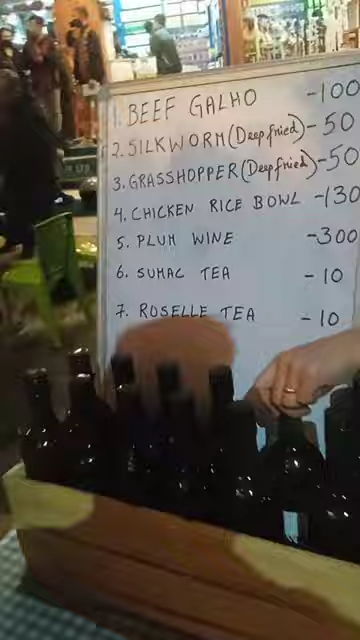 1. BEEF GALHO -100
2. SILKWORM (Deep fried) - 50
3. GRASSHOPPER (Deep fried) - 50
4. CHICKEN RICE BOWL - 130
5. PLUM WINE -300
6. SUMAC TEA - 10
7. ROSELLE TEA - 10